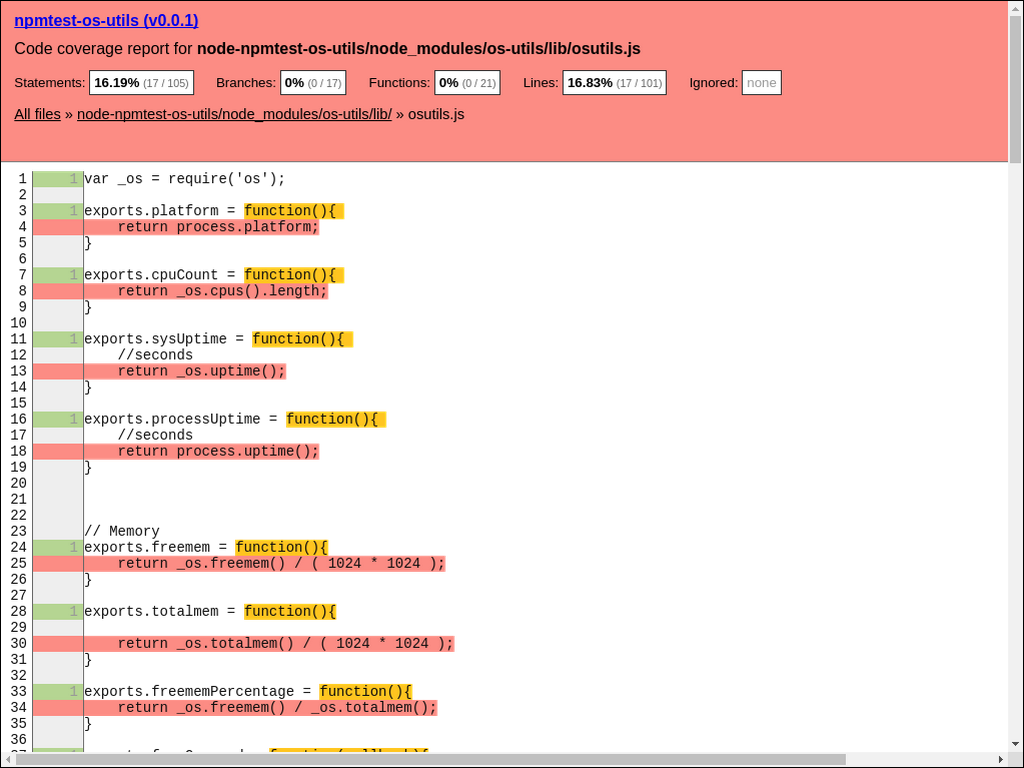 npmtest-os-utils (v0.0.1)
Code coverage report for node-npmtest-os-utils/node_modules/os-utils/lib/osutils.js
Statements: 16.19% (17 / 105) Branches: 0% (0 / 17) Functions: 0% (0 / 21) Lines: 16.83% (17 / 101) Ignored: none
All files » node-npmtest-os-utils/node_modules/os-utils/lib/ » osutils.js
1 1 var _os = require('os');
2
3 1 exports.platform = function(){
4     return process.platform;
5 }
6
7 1 exports.cpuCount = function(){
8     return _os.cpus().length;
9 }
10
11 1 exports.sysUptime = function(){
12     //seconds
13     return _os.uptime();
14 }
15
16 1 exports.processUptime = function(){
17     //seconds
18     return process.uptime();
19 }
20
21
22
23 // Memory
24 1 exports.freemem = function(){
25     return _os.freemem() / ( 1024 * 1024 );
26 }
27
28 1 exports.totalmem = function(){
29
30     return _os.totalmem() / ( 1024 * 1024 );
31 }
32
33 1 exports.freememPercentage = function(){
34     return _os.freemem() / _os.totalmem();
35 }
36